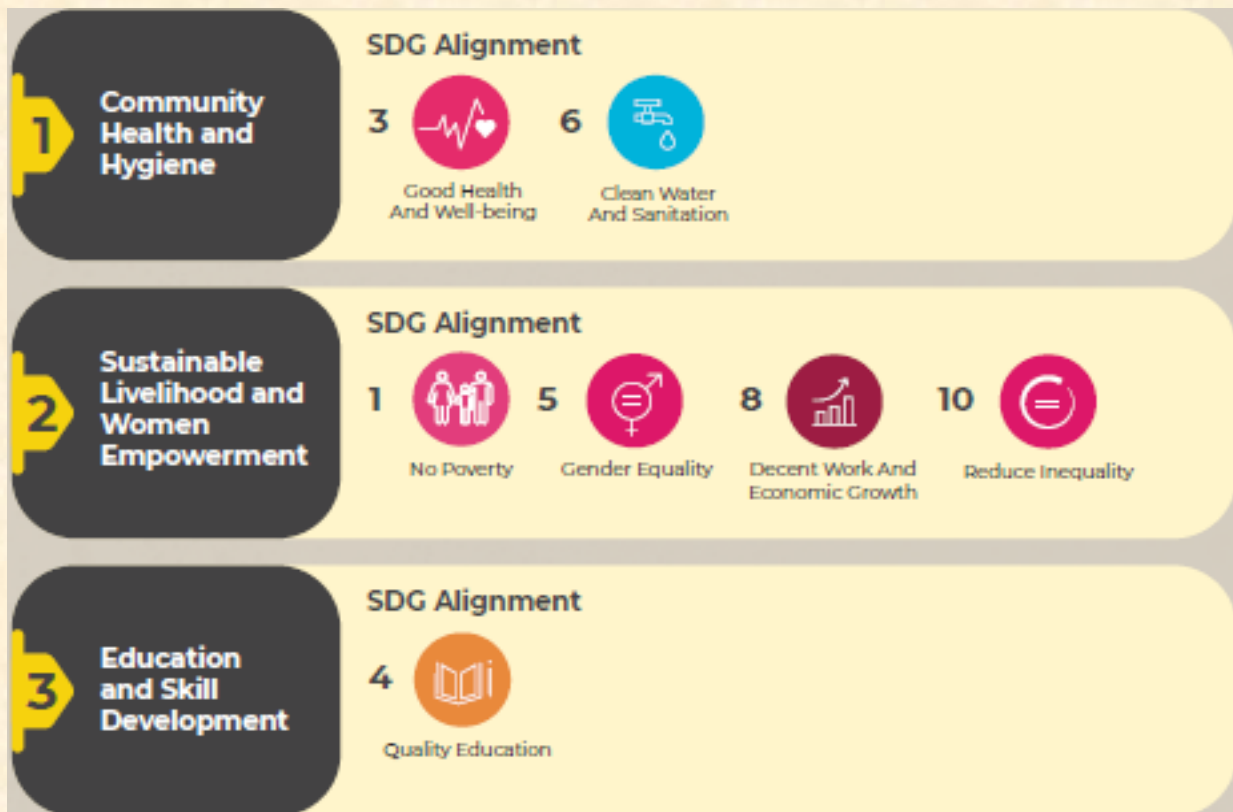 1
Community
Health and
Hygiene
SDG Alignment
3
Good Health
And Well-being
6
Clean Water
And Sanitation
2
Sustainable
Livelihood and
Women
Empowerment
SDG Alignment
1
No Poverty
5
Gender Equality
8
Decent Work And
Economic Growth
10
Reduce Inequality
3
Education
and Skill
Development
SDG Alignment
4
Quality Education